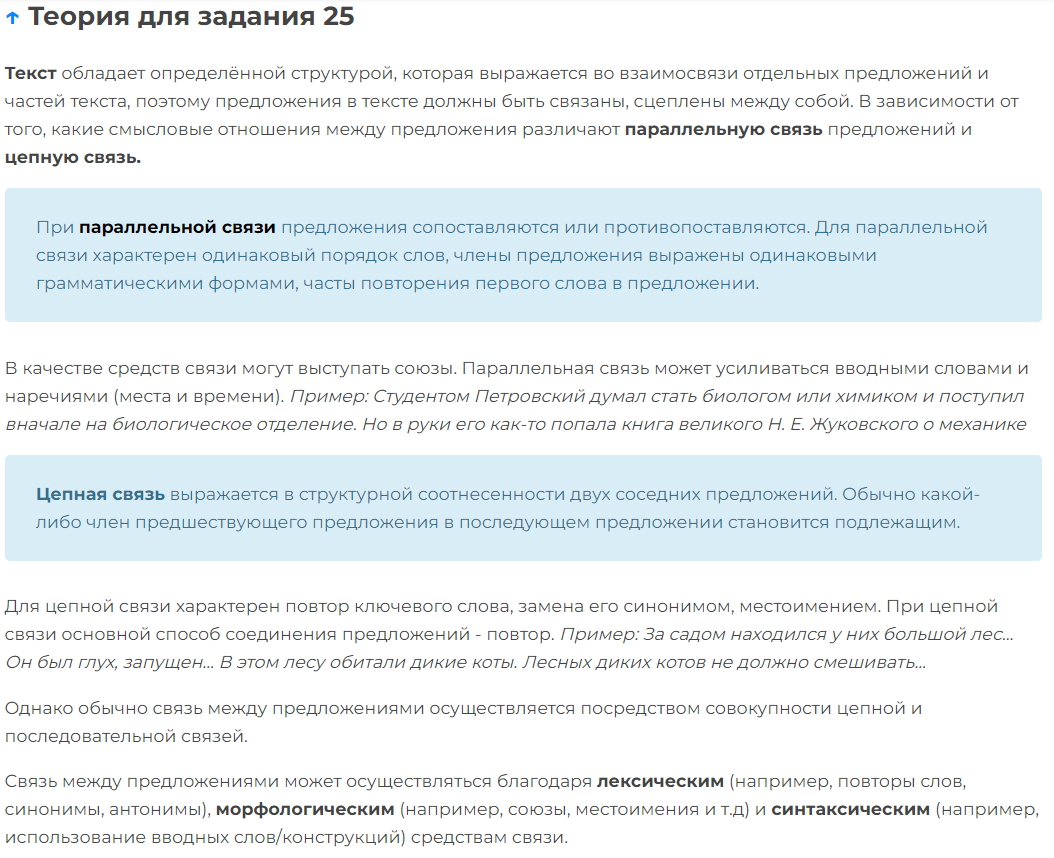 ↑ Теория для задания 25
Текст обладает определённой структурой, которая выражается во взаимосвязи отдельных предложений и
частей текста, поэтому предложения в тексте должны быть связаны, сцеплены между собой. В зависимости от
того, какие смысловые отношения между предложения различают параллельную связь предложений и
цепную связь.
При параллельной связи предложения сопоставляются или противопоставляются. Для параллельной
связи характерен одинаковый порядок слов, члены предложения выражены одинаковыми
грамматическими формами, часты повторения первого слова в предложении.
В качестве средств связи могут выступать союзы. Параллельная связь может усиливаться вводными словами и
наречиями (места и времени). Пример: Студентом Петровский думал стать биологом или химиком и поступил
вначале на биологическое отделение. Но в руки его как-то попала книга великого Н. Е. Жуковского о механике
Цепная связь выражается в структурной соотнесенности двух соседних предложений. Обычно какой-
либо член предшествующего предложения в последующем предложении становится подлежащим.
Для цепной связи характерен повтор ключевого слова, замена его синонимом, местоимением. При цепной
связи основной способ соединения предложений - повтор. Пример: За садом находился у них большой лес...
Он был глух, запущен... В этом лесу обитали дикие коты. Лесных диких котов не должно смешивать...
Однако обычно связь между предложениями осуществляется посредством совокупности цепной и
последовательной связей.
Связь между предложениями может осуществляться благодаря лексическим (например, повторы слов,
синонимы, антонимы), морфологическим (например, союзы, местоимения и т.д) и синтаксическим (например,
использование вводных слов/конструкций) средствам связи.